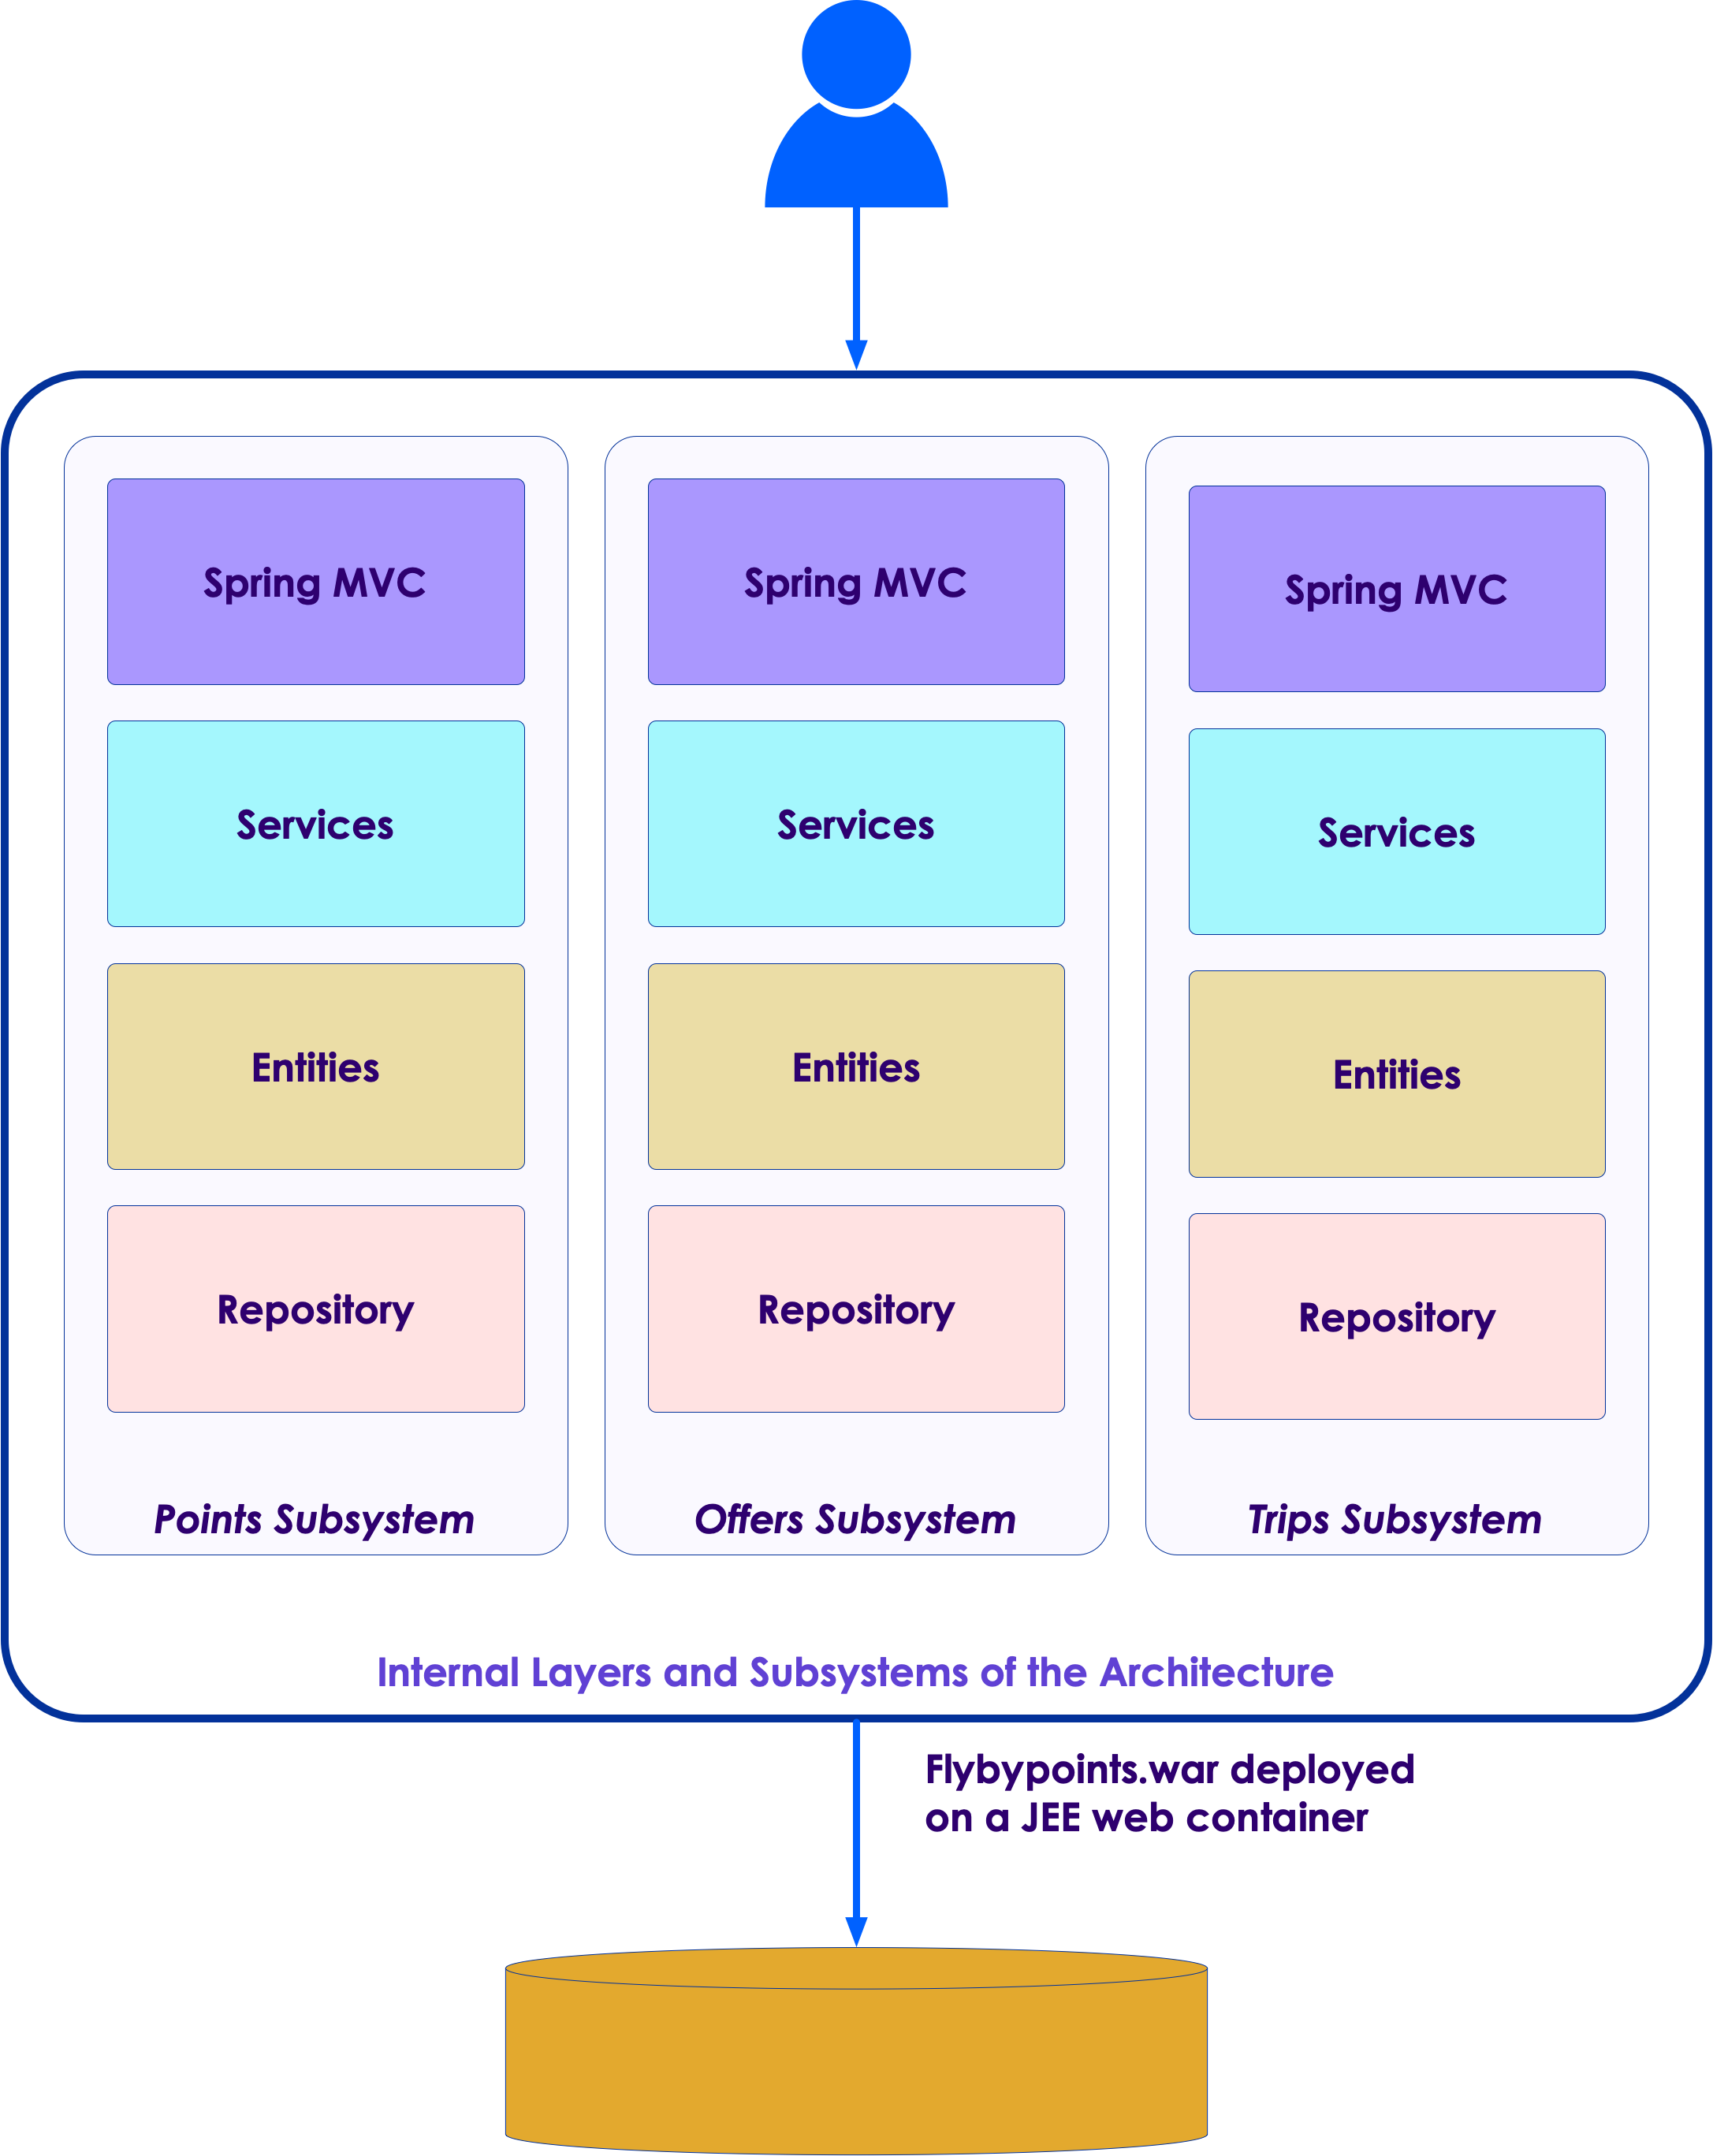 Spring MVC
Services
Entities
Repository
Points Subsystem
Spring MVC
Services
Entities
Repository
Offers Subsystem
Spring MVC
Services
Entities
Repository
Trips Subsystem
Internal Layers and Subsystems of the Architecture
Flybypoints.war deployed
on a JEE web container